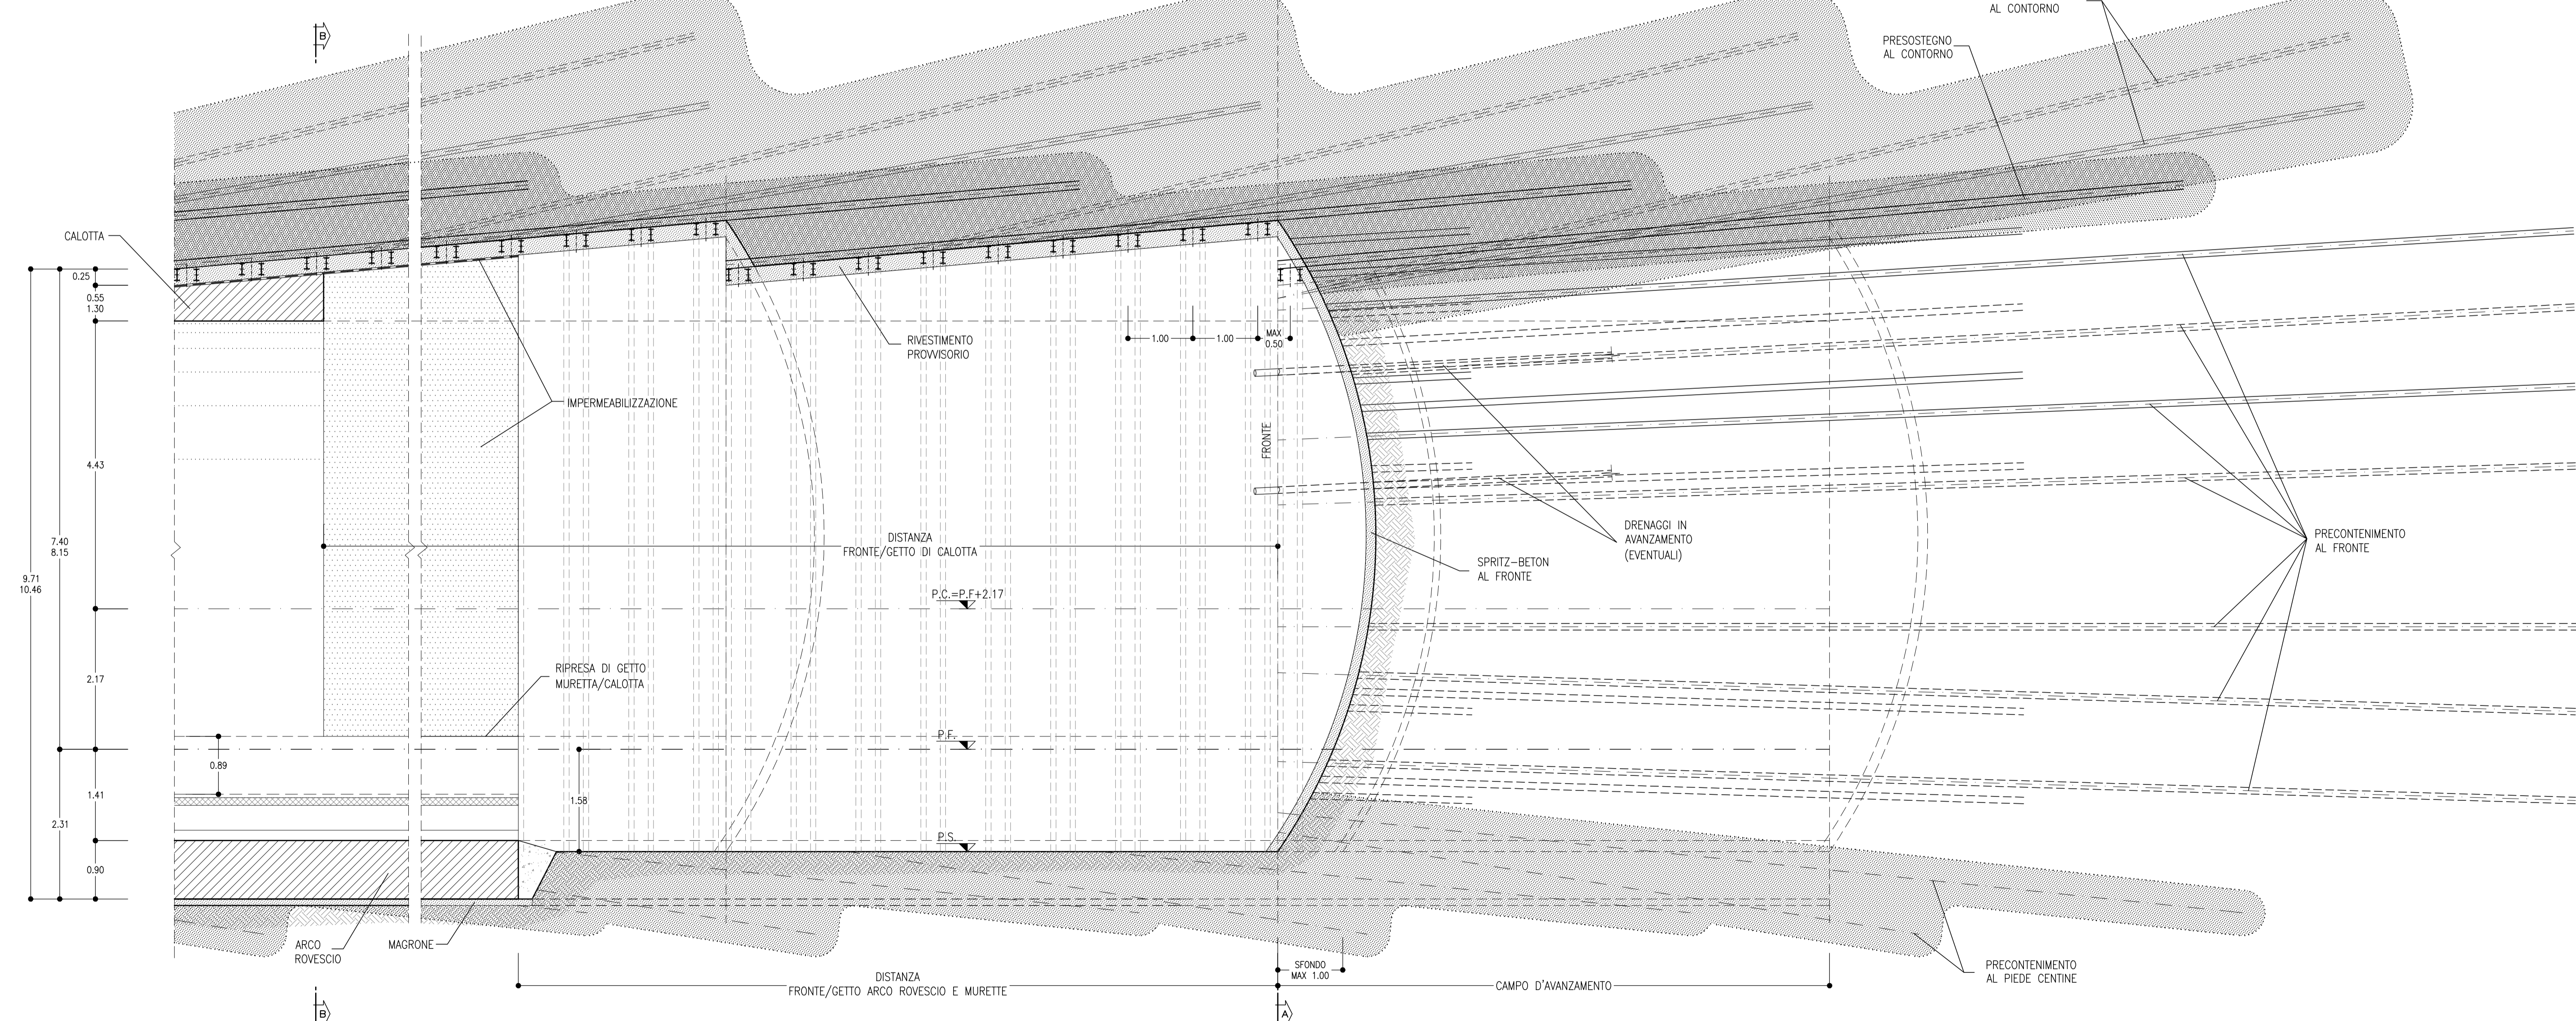 AL CONTORNO
B
PRESOSTEGNO
AL CONTORNO
CALOTTA
0.25
0.55
1.30
RIVESTIMENTO
PROVVISORIO
1.00
1.00
MAX
0.50
IMPERMEABILIZZAZIONE
FRONTE
4.43
7.40
8.15
9.71
10.46
DISTANZA
FRONTE/GETTO DI CALOTTA
DRENAGGI IN
AVANZAMENTO
(EVENTUALI)
PRECONTENIMENTO
AL FRONTE
SPRITZ-BETON
AL FRONTE
P.C.=P.F+2.17
RIPRESA DI GETTO
MURETTA/CALOTTA
2.17
P.F.
0.89
1.41
1.58
2.31
P.S.
0.90
ARCO
ROVESCIO
MAGRONE
SFONDO
MAX 1.00
DISTANZA
FRONTE/GETTO ARCO ROVESCIO E MURETTE
CAMPO D'AVANZAMENTO
PRECONTENIMENTO
AL PIEDE CENTINE
B
A